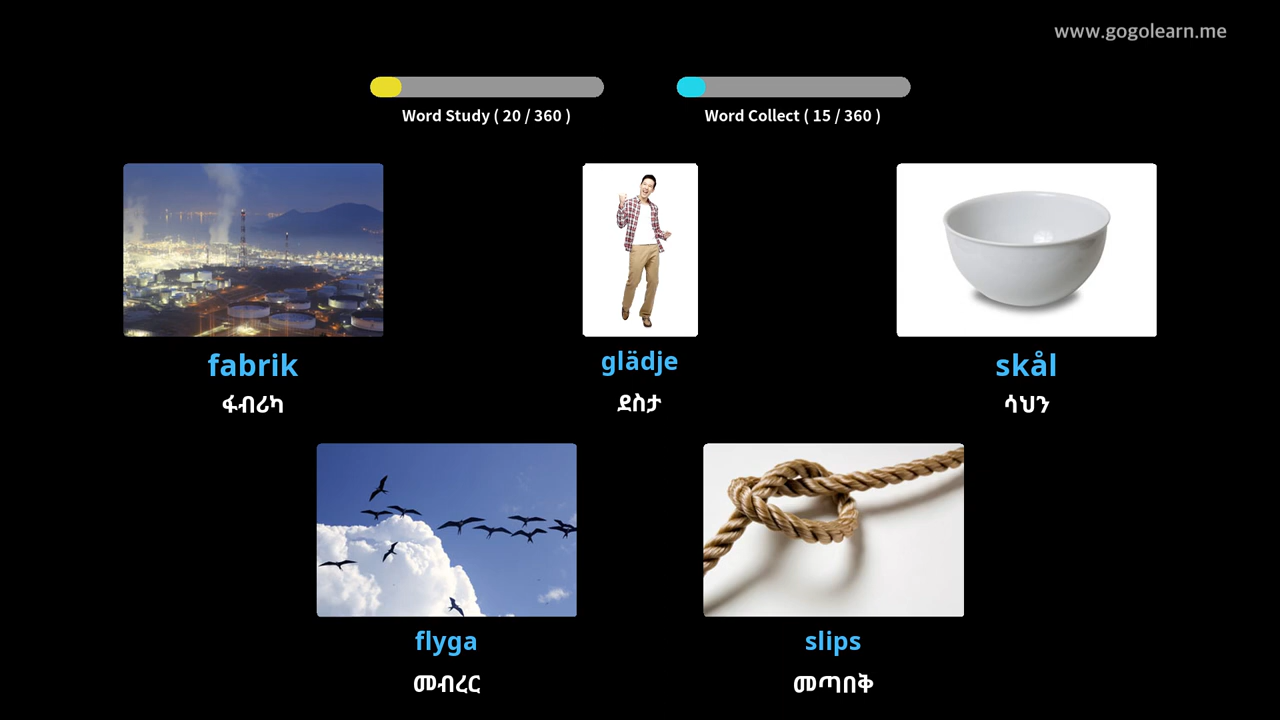 www.gogolearn.me
Word Study ( 20 / 360 )
Word Collect ( 15 / 360 )
fabrik
ፋብሪካ
glädje
ደስታ
skål
ሳህን
flyga
መብረር
slips
መጣበቅ